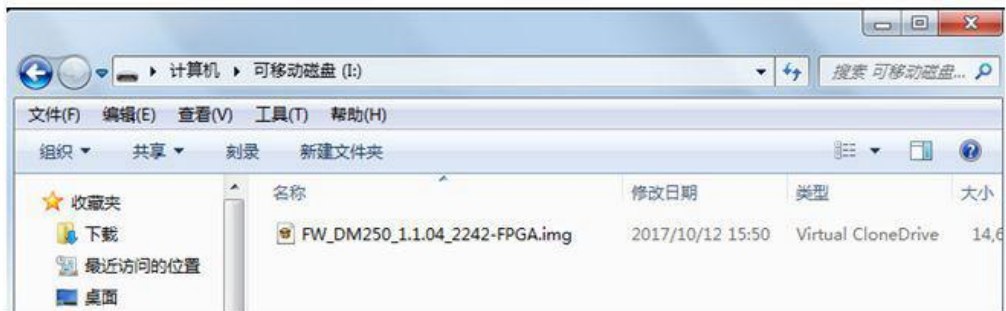 计算机 可移动磁盘 (I:) 搜索 可移动磁盘...
文件(F) 编辑(E) 查看(V) 工具(T) 帮助(H)
组织 共享 刻录 新建文件夹
收藏夹 名称 修改日期 类型 大小
下载 FW_DM250_1.1.04_2242-FPGA.img 2017/10/12 15:50 Virtual CloneDrive 14,6
最近访问的位置
桌面